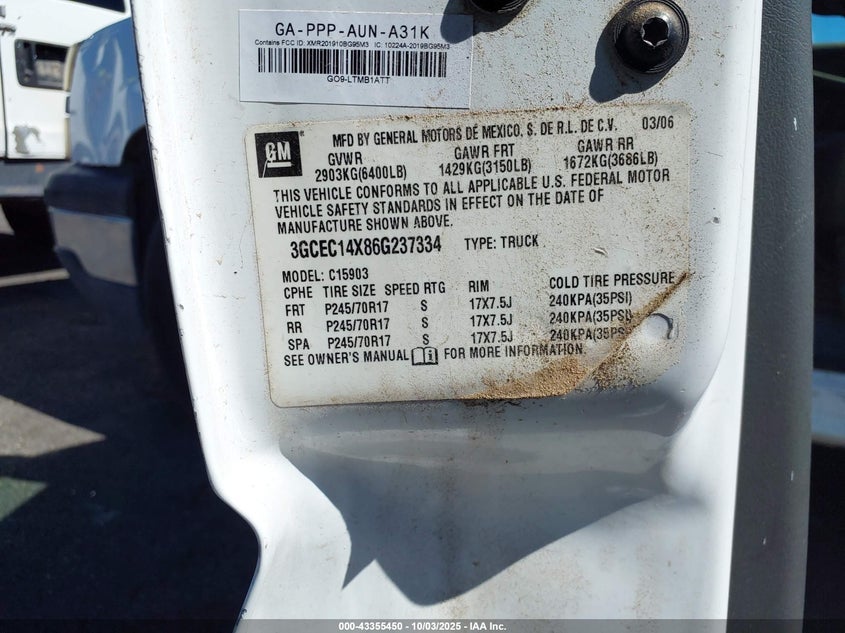 GA-PPP-AUN-A31K
Contains FCC ID: XMR201910BG95M3 IC: 10224A-2019BG95M3
GO9-LTMB1ATT
GM
MFD BY GENERAL MOTORS DE MEXICO, S. DE R.L. DE C.V. 03/06
GVWR GAWR FRT GAWR RR
2903KG(6400LB) 1429KG(3150LB) 1672KG(3686LB)
THIS VEHICLE CONFORMS TO ALL APPLICABLE U.S. FEDERAL MOTOR
VEHICLE SAFETY STANDARDS IN EFFECT ON THE DATE OF
MANUFACTURE SHOWN ABOVE.
3GCEC14X86G237334 TYPE: TRUCK
MODEL: C15903
CPHE TIRE SIZE SPEED RTG RIM COLD TIRE PRESSURE
FRT P245/70R17 S 17X7.5J 240KPA(35PSI)
RR P245/70R17 S 17X7.5J 240KPA(35PSI)
SPA P245/70R17 S 17X7.5J 240KPA(35PSI)
SEE OWNER'S MANUAL FOR MORE INFORMATION.
000-43355450 - 10/03/2025 - IAA Inc.